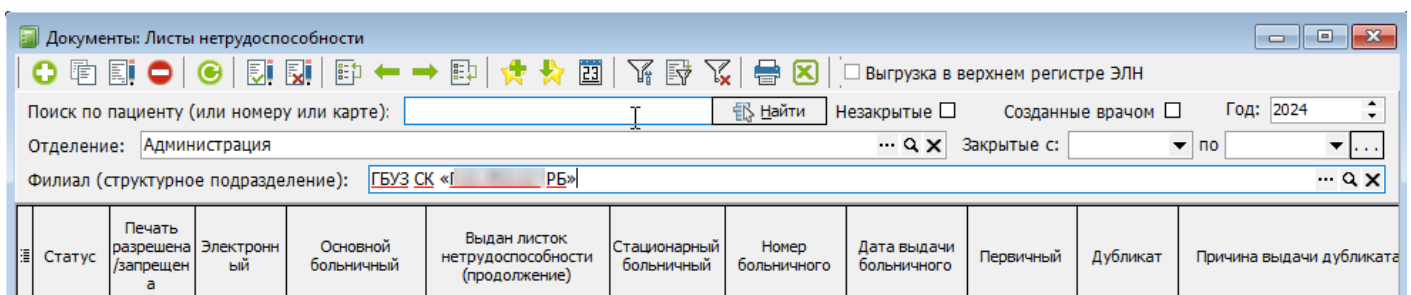 Документы: Листы нетрудоспособности
23 Выгрузка в верхнем регистре ЭЛН
Поиск по пациенту (или номеру или карте): Найти Незакрытые Созданные врачом Год: 2024
Отделение: Администрация ... Закрытые с: по ...
Филиал (структурное подразделение): ГБУЗ СК « РБ» ...
Статус
Печать
разрешена
/запрещен
а
Электронн
ый
Основной
больничный
Выдан листок
нетрудоспособности
(продолжение)
Стационарный
больничный
Номер
больничного
Дата выдачи
больничного
Первичный
Дубликат
Причина выдачи дубликата